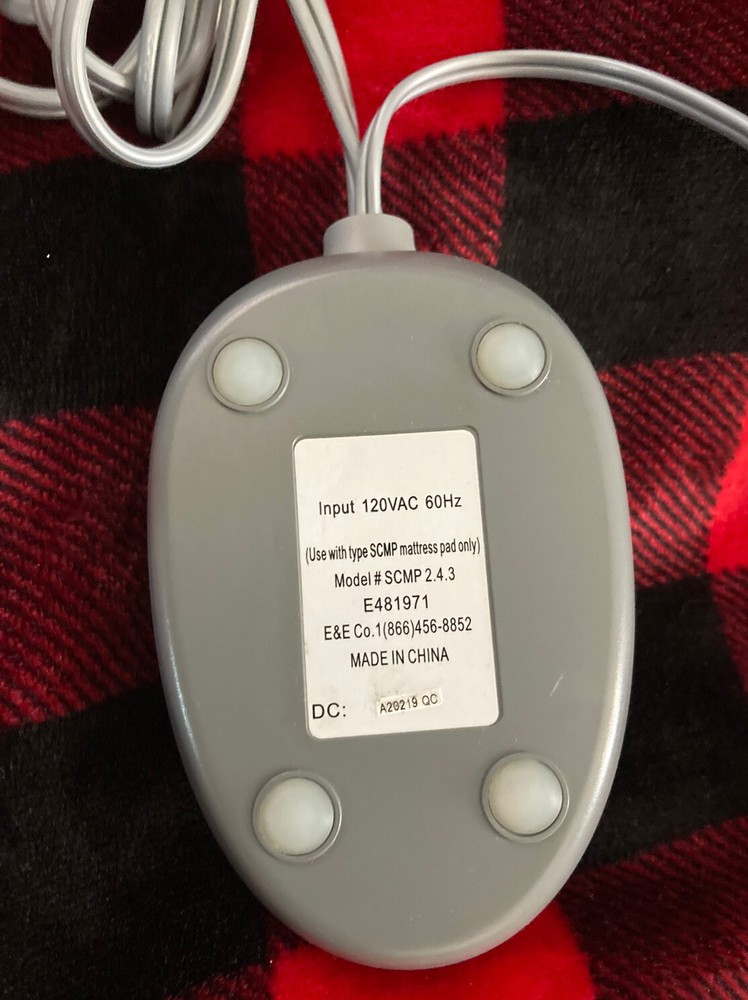 Input 120VAC 60Hz
(Use with type SCMP mattress pad only)
Model # SCMP 2.4.3
E481971
E&E Co.1(866)456-8852
MADE IN CHINA
DC: A20219 QC